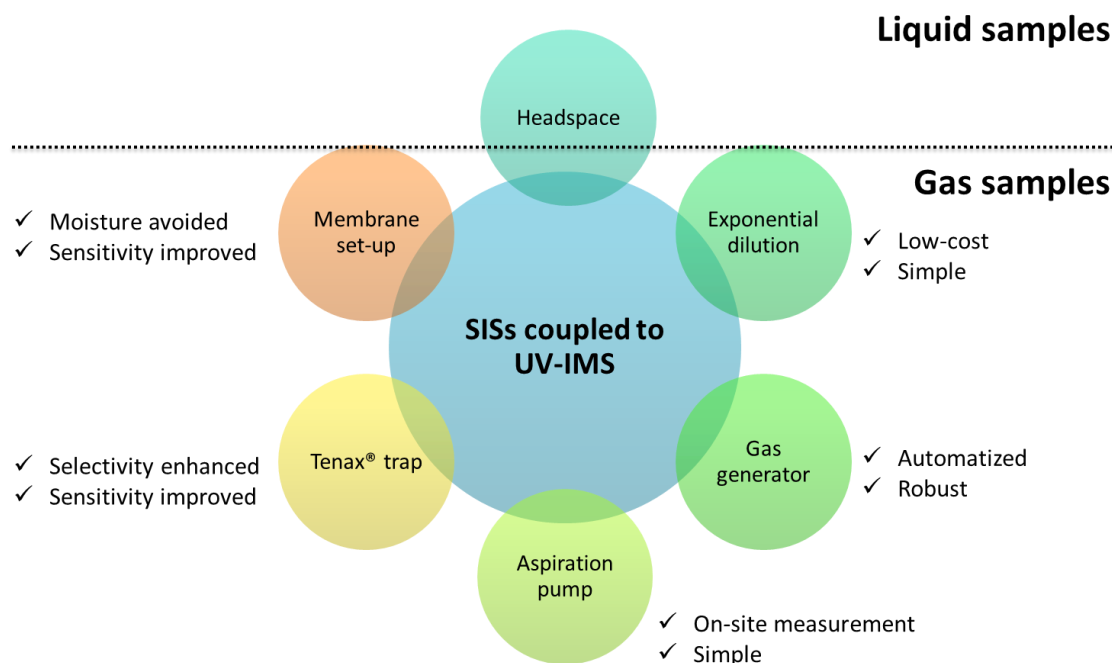 Liquid samples
Headspace
Gas samples
Membrane
set-up
✓ Moisture avoided
✓ Sensitivity improved
Exponential
dilution
✓ Low-cost
✓ Simple
SISs coupled to
UV-IMS
Tenax® trap
✓ Selectivity enhanced
✓ Sensitivity improved
Gas
generator
✓ Automatized
✓ Robust
Aspiration
pump
✓ On-site measurement
✓ Simple